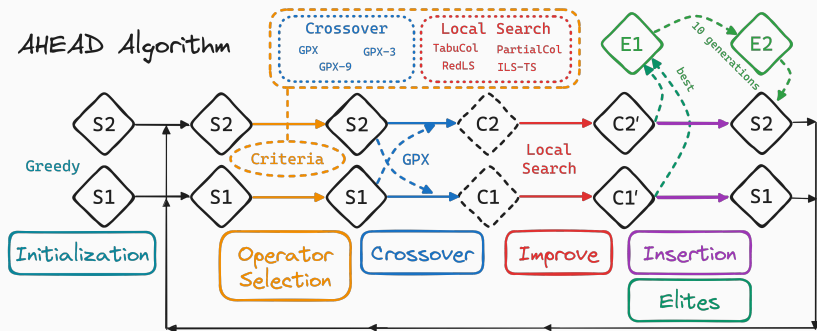 AHEAD Algorithm
Crossover
GPX
GPX-3
GPX-9
Local Search
TabuCol
PartialCol
RedLS
ILS-TS
E1
10 generations
E2
best
S2
S2
S2
C2
C2'
S2
Greedy
Criteria
GPX
Local
Search
S1
S1
S1
C1
C1'
S1
Initialization
Operator
Selection
Crossover
Improve
Insertion
Elites